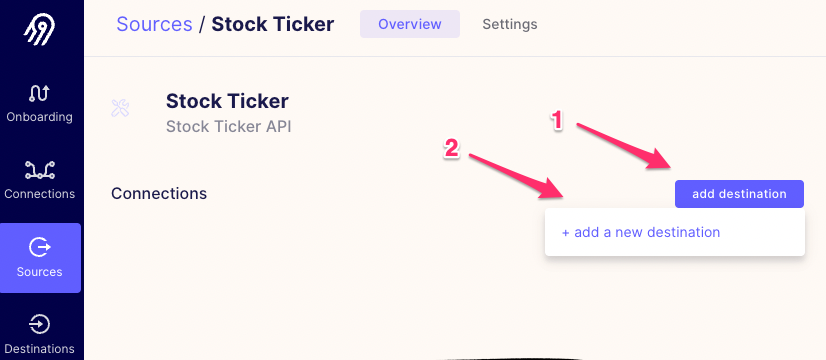 Sources / Stock Ticker
Overview
Settings
Onboarding
Connections
Sources
Destinations
Stock Ticker
Stock Ticker API
1
2
Connections
add destination
+ add a new destination